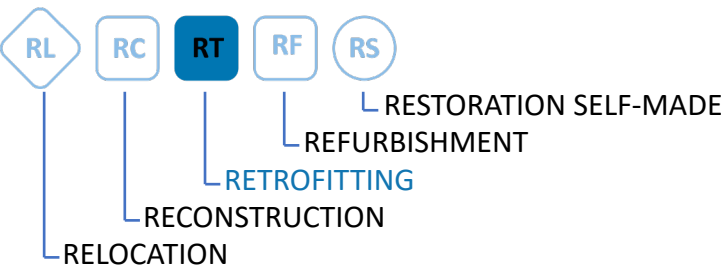 RL RC RT RF RS
RESTORATION SELF-MADE
REFURBISHMENT
RETROFITTING
RECONSTRUCTION
RELOCATION